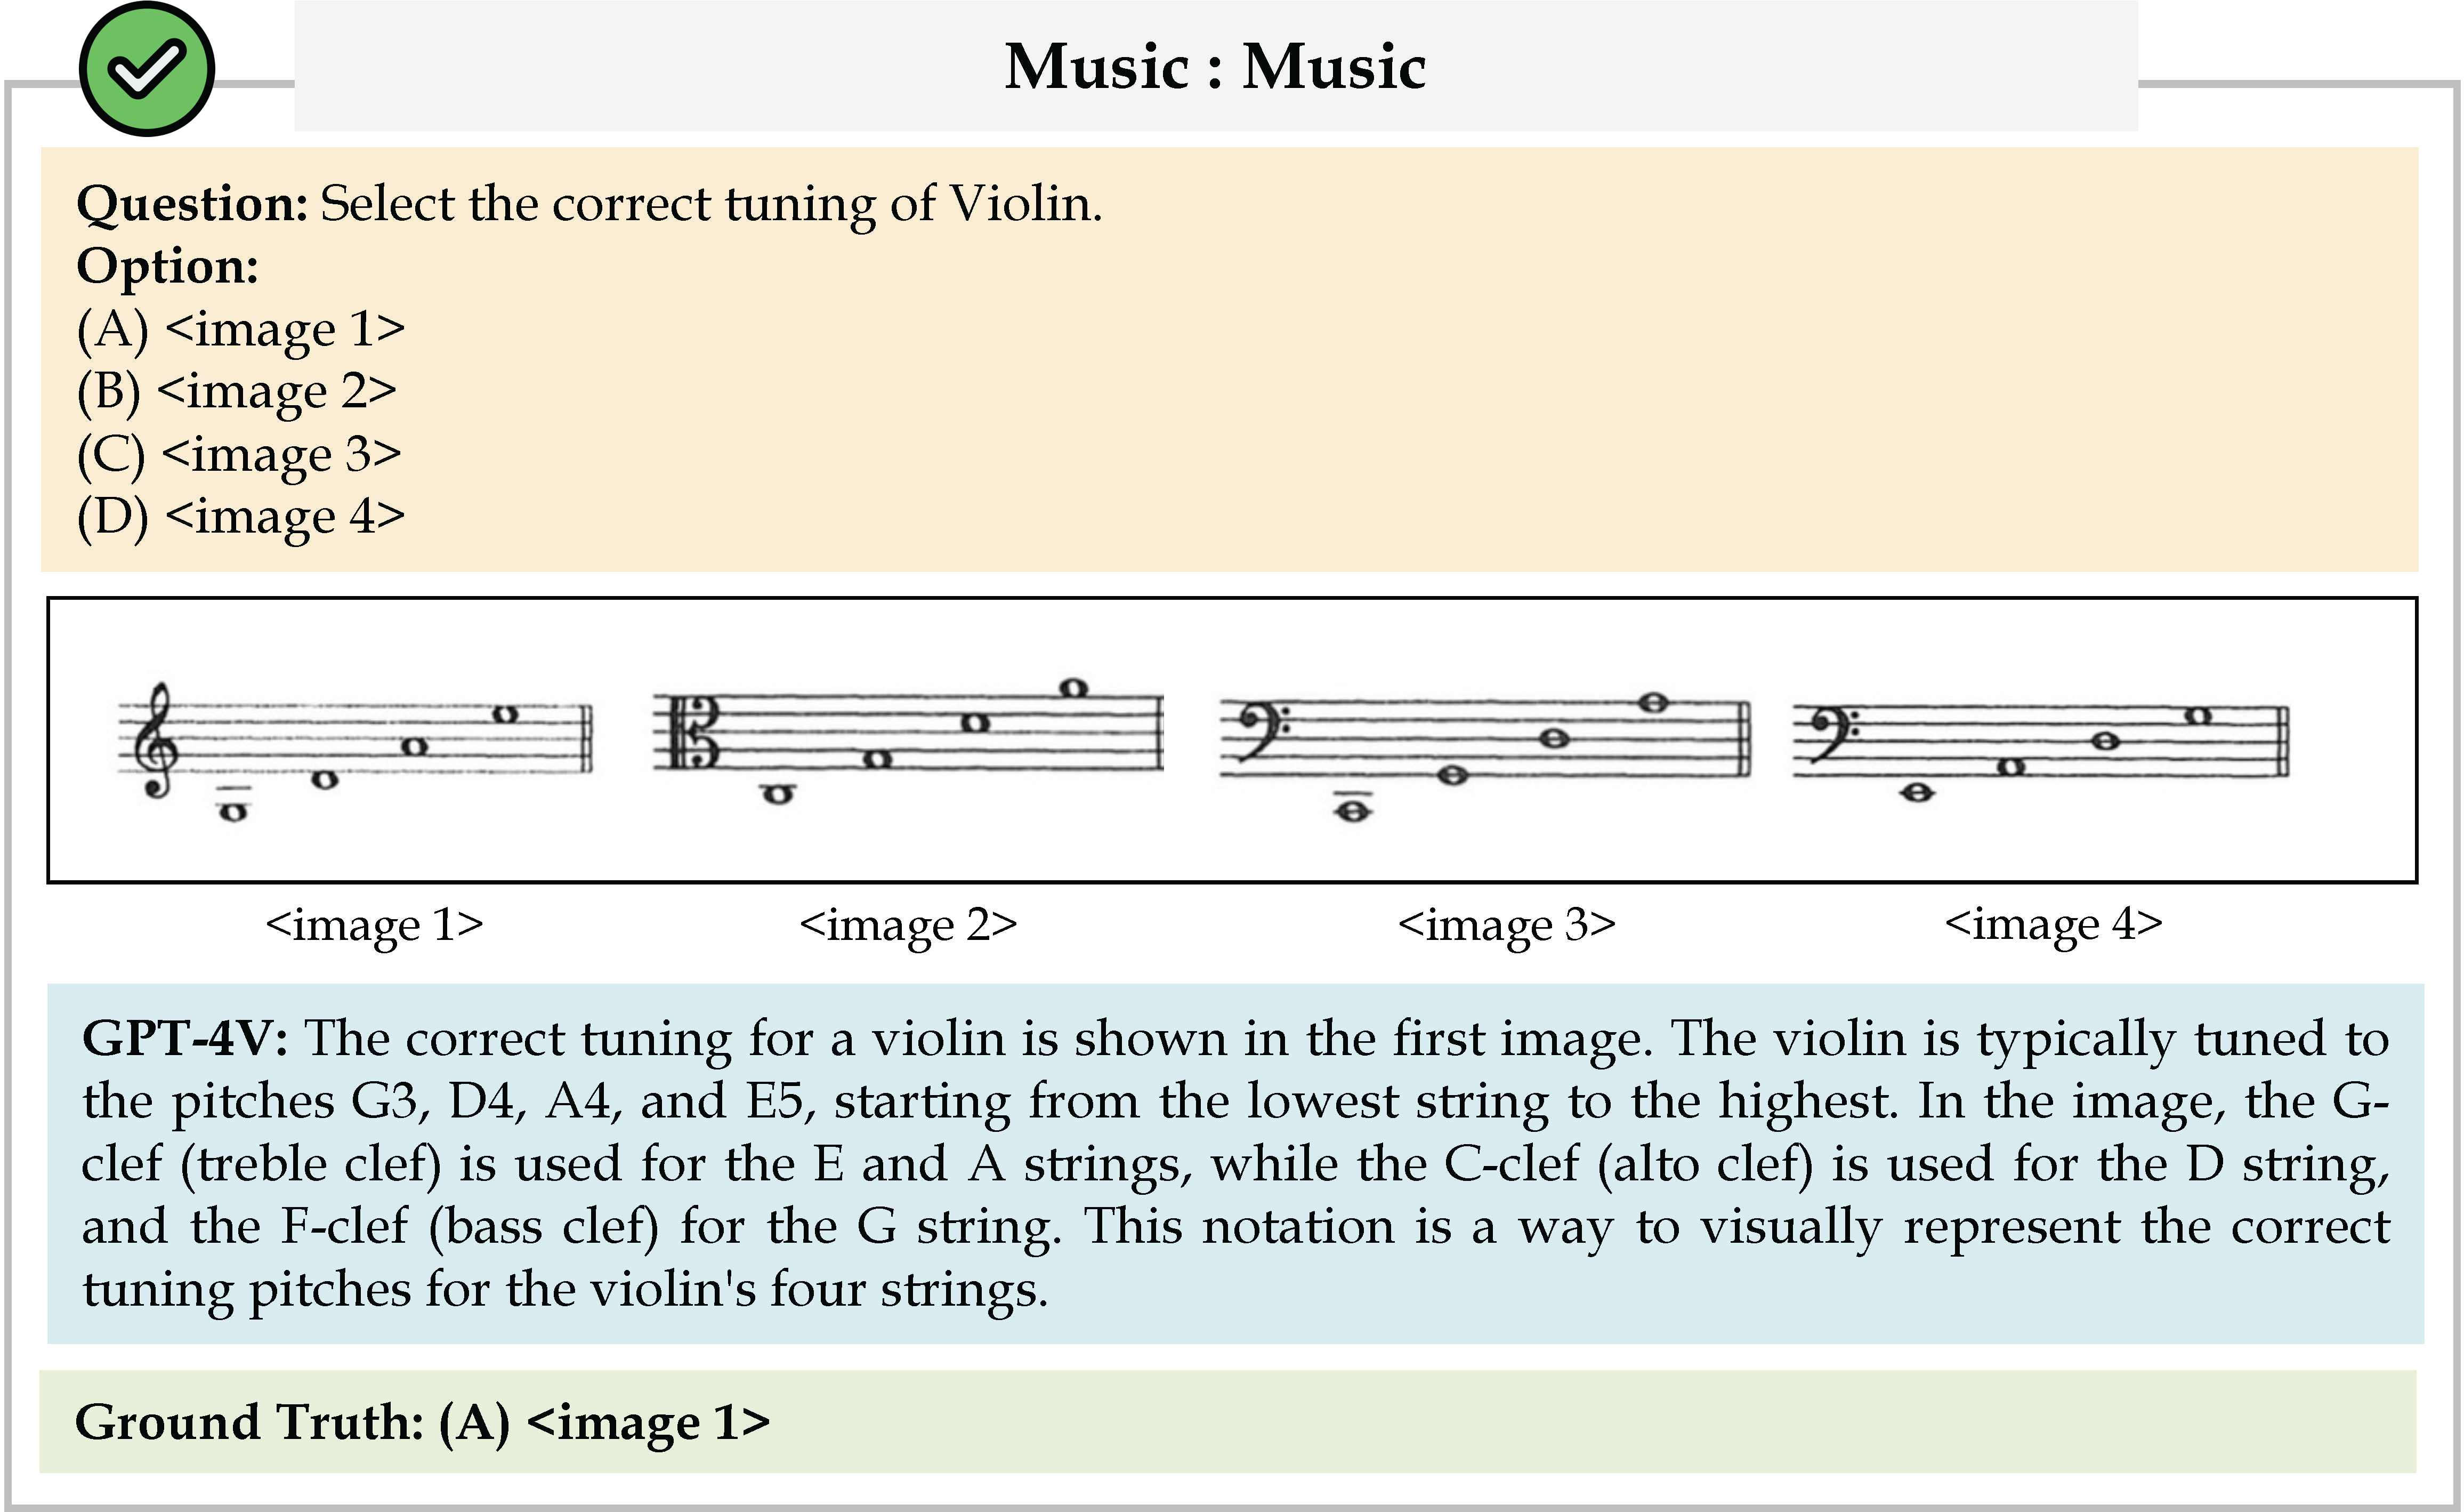 Music : Music
Question: Select the correct tuning of Violin.
Option:
(A) <image 1>
(B) <image 2>
(C) <image 3>
(D) <image 4>
<image 1> <image 2> <image 3> <image 4>
GPT-4V: The correct tuning for a violin is shown in the first image. The violin is typically tuned to
the pitches G3, D4, A4, and E5, starting from the lowest string to the highest. In the image, the G-
clef (treble clef) is used for the E and A strings, while the C-clef (alto clef) is used for the D string,
and the F-clef (bass clef) for the G string. This notation is a way to visually represent the correct
tuning pitches for the violin's four strings.
Ground Truth: (A) <image 1>